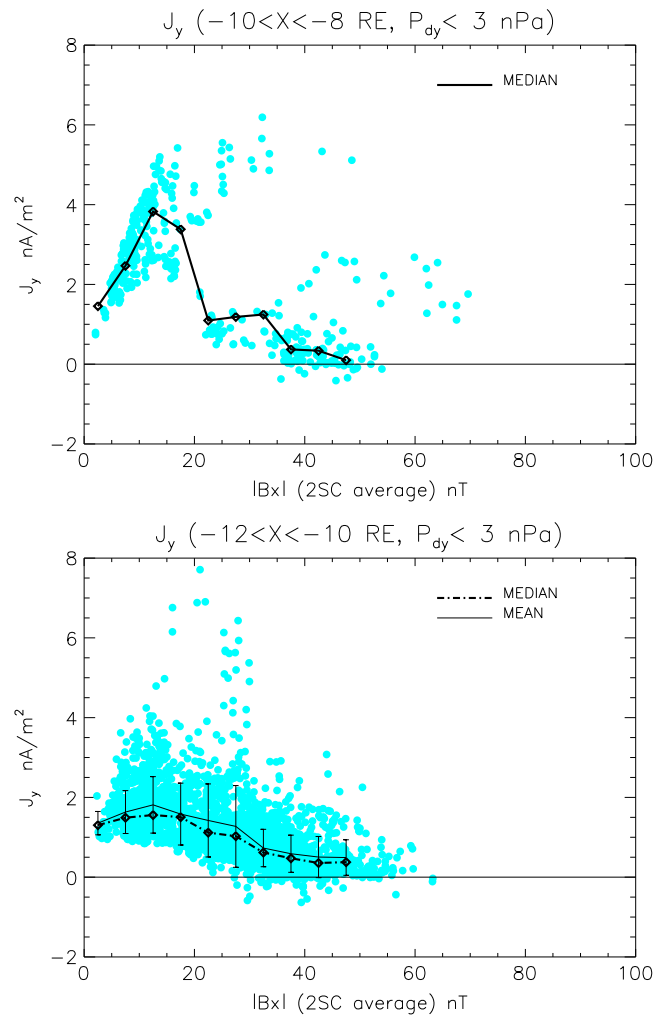 J_y (−10<X<−8 RE, P_dy< 3 nPa)
MEDIAN
J_y nA/m²
8
6
4
2
0
−2
0 20 40 60 80 100
|Bx| (2SC average) nT
J_y (−12<X<−10 RE, P_dy< 3 nPa)
MEDIAN
MEAN
J_y nA/m²
8
6
4
2
0
−2
0 20 40 60 80 100
|Bx| (2SC average) nT